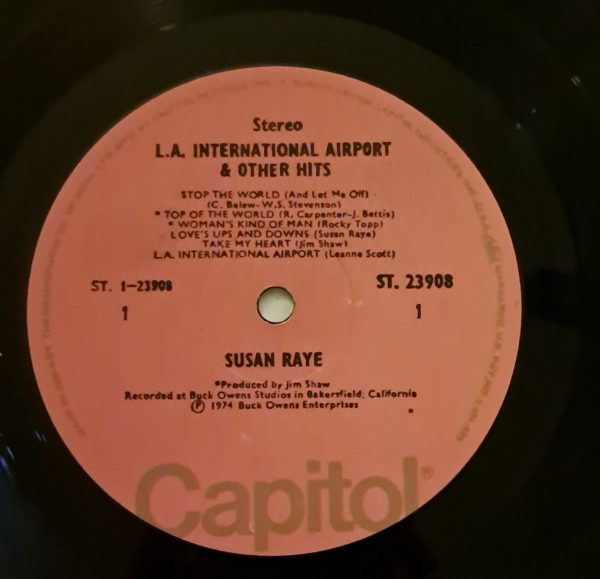 Stereo
L.A. INTERNATIONAL AIRPORT
& OTHER HITS
STOP THE WORLD (And Let Me Off)
(C. Belew-W.S. Stevenson)
* TOP OF THE WORLD (R. Carpenter-J. Bettis)
* WOMAN'S KIND OF MAN (Rocky Topp)
LOVE'S UPS AND DOWNS (Susan Raye)
TAKE MY HEART (Jim Shaw)
L.A. INTERNATIONAL AIRPORT (Leanne Scott)
ST. 1-23908
1
ST. 23908
1
SUSAN RAYE
*Produced by Jim Shaw
Recorded at Buck Owens Studios in Bakersfield, California
Ⓟ 1974 Buck Owens Enterprises
Capitol®